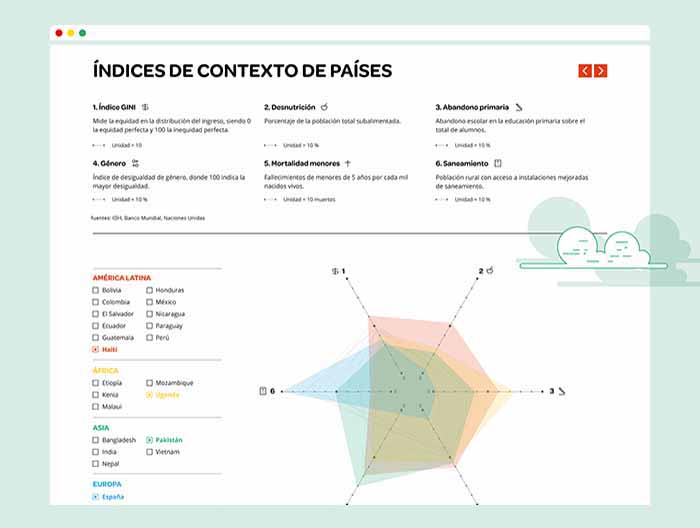 ÍNDICES DE CONTEXTO DE PAÍSES
1. Índice GINI
Mide la equidad en la distribución del ingreso, siendo 0
la equidad perfecta y 100 la inequidad perfecta.
Unidad = 10
2. Desnutrición
Porcentaje de la población total subalimentada.
Unidad = 10 %
3. Abandono primaria
Abandono escolar en la educación primaria sobre el
total de alumnos.
Unidad = 10 %
4. Género
Índice de desigualdad de género, donde 100 indica la
mayor desigualdad.
Unidad = 10 %
5. Mortalidad menores
Fallecimientos de menores de 5 años por cada mil
nacidos vivos.
Unidad = 10 muertos
6. Saneamiento
Población rural con acceso a instalaciones mejoradas
de saneamiento.
Unidad = 10 %
fuentes: IDH, Banco Mundial, Naciones Unidas
AMÉRICA LATINA
Bolivia
Honduras
Colombia
México
El Salvador
Nicaragua
Ecuador
Paraguay
Guatemala
Perú
Haití
ÁFRICA
Etiopía
Mozambique
Kenia
Uganda
Malaui
ASIA
Bangladesh
Pakistán
India
Vietnam
Nepal
EUROPA
España
1
2
6
3